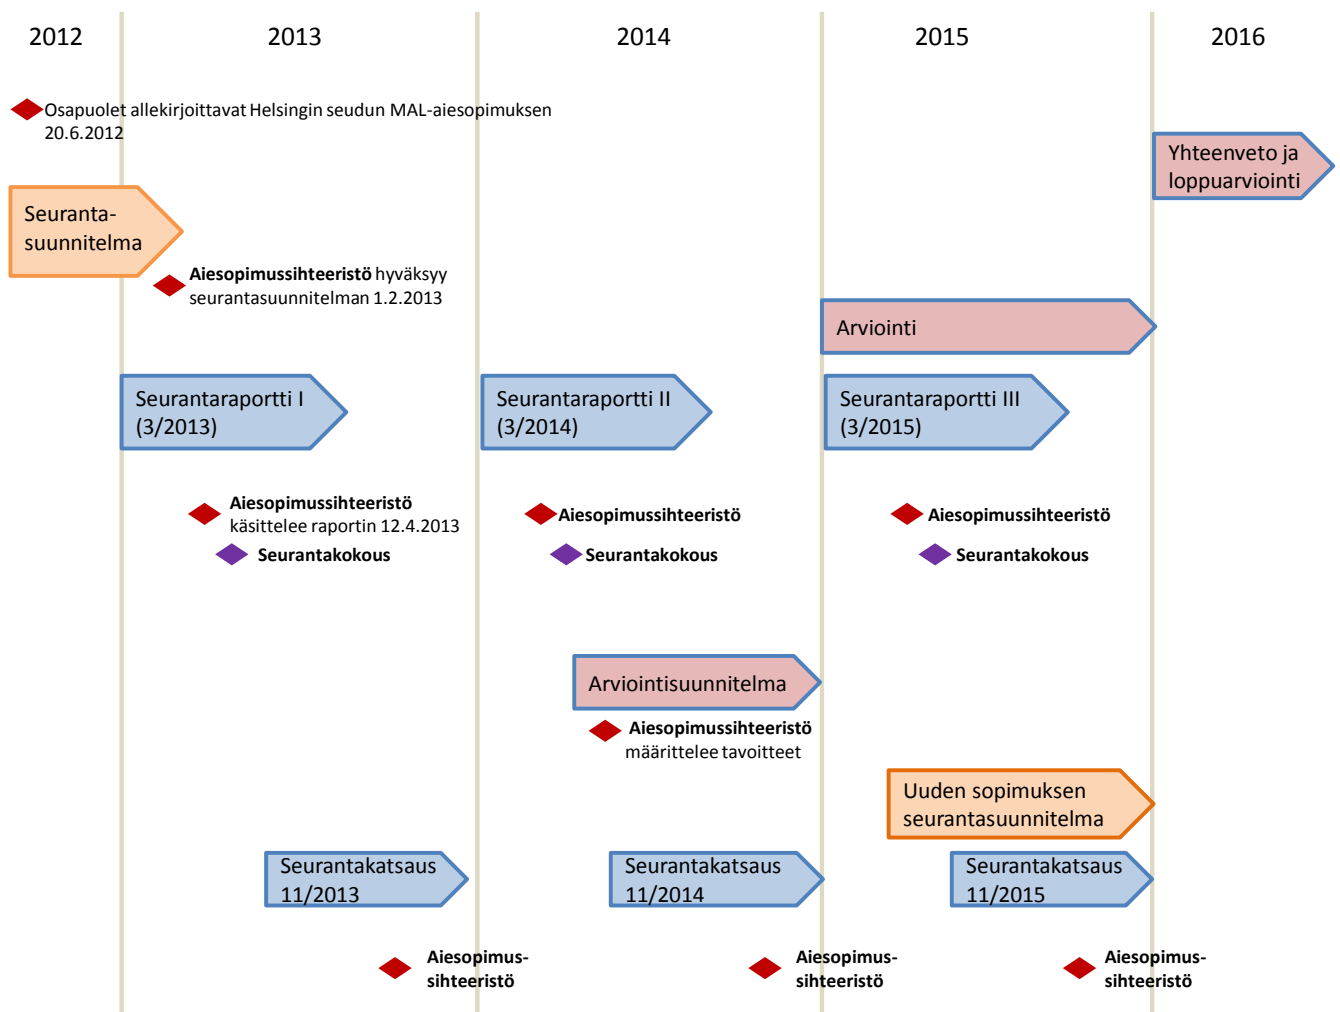 2012
2013
2014
2015
2016
Osapuolet allekirjoittavat Helsingin seudun MAL-aiesopimuksen
20.6.2012
Yhteenveto ja
loppuarviointi
Seuranta-
suunnitelma
Aiesopimussihteeristö hyväksyy
seurantasuunnitelman 1.2.2013
Arviointi
Seurantaraportti I
(3/2013)
Seurantaraportti II
(3/2014)
Seurantaraportti III
(3/2015)
Aiesopimussihteeristö
käsittelee raportin 12.4.2013
Aiesopimussihteeristö
Aiesopimussihteeristö
Seurantakokous
Seurantakokous
Seurantakokous
Arviointisuunnitelma
Aiesopimussihteeristö
määrittelee tavoitteet
Uuden sopimuksen
seurantasuunnitelma
Seurantakatsaus
11/2013
Seurantakatsaus
11/2014
Seurantakatsaus
11/2015
Aiesopimus-
sihteeristö
Aiesopimus-
sihteeristö
Aiesopimus-
sihteeristö